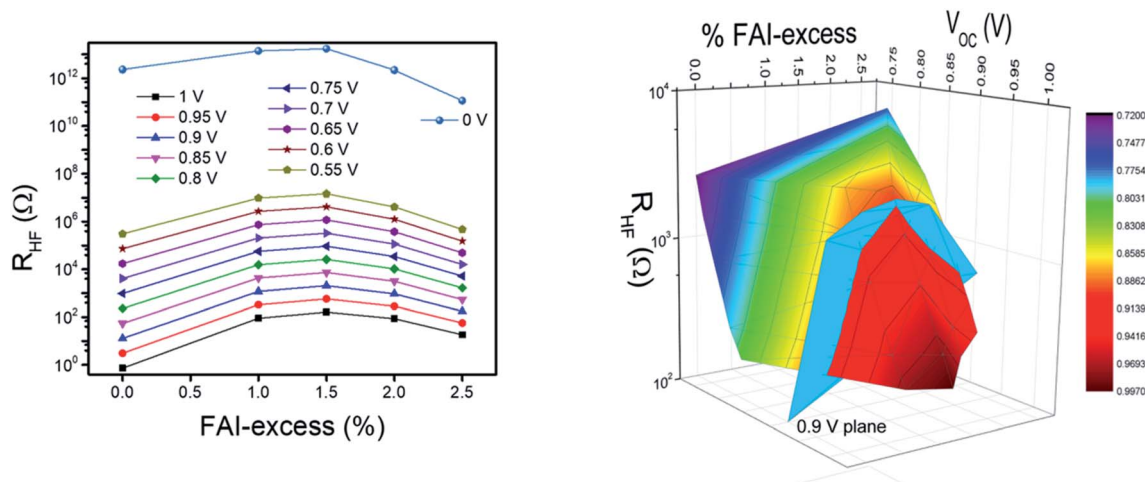 10^12
10^10
10^8
10^6
10^4
10^2
10^0
R_HF (Ω)
1 V
0.95 V
0.9 V
0.85 V
0.8 V
0.75 V
0.7 V
0.65 V
0.6 V
0.55 V
0 V
0.0 0.5 1.0 1.5 2.0 2.5
FAI-excess (%)
% FAI-excess
V_OC (V)
0.0 1.0 1.5 2.0 2.5
0.75 0.80 0.85 0.90 0.95 1.00
10^4
10^3
10^2
R_HF (Ω)
0.9 V plane
0.7200
0.7477
0.7754
0.8031
0.8308
0.8585
0.8862
0.9139
0.9416
0.9693
0.9970